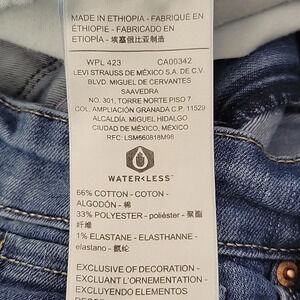 MADE IN ETHIOPIA - FABRIQUÉ EN
ÉTHIOPIE - FABRICADO EN
ETIOPÍA - 埃塞俄比亚制造
WPL 423 CA00342
LEVI STRAUSS DE MÉXICO S.A. DE C.V.
BLVD. MIGUEL DE CERVANTES
SAAVEDRA
NO. 301, TORRE NORTE PISO 7
COL. AMPLIACIÓN GRANADA C.P. 11529
ALCALDÍA. MIGUEL HIDALGO
CIUDAD DE MÉXICO, MÉXICO
RFC: LSM660818M98
WATER<LESS™
66% COTTON - COTON -
ALGODÓN - 棉
33% POLYESTER - poliéster - 聚酯
纤维
1% ELASTANE - ELASTHANNE -
elastano - 氨纶
EXCLUSIVE OF DECORATION -
EXCLUANT L'ORNEMENTATION -
EXCLUYENDO ELEMENTOS